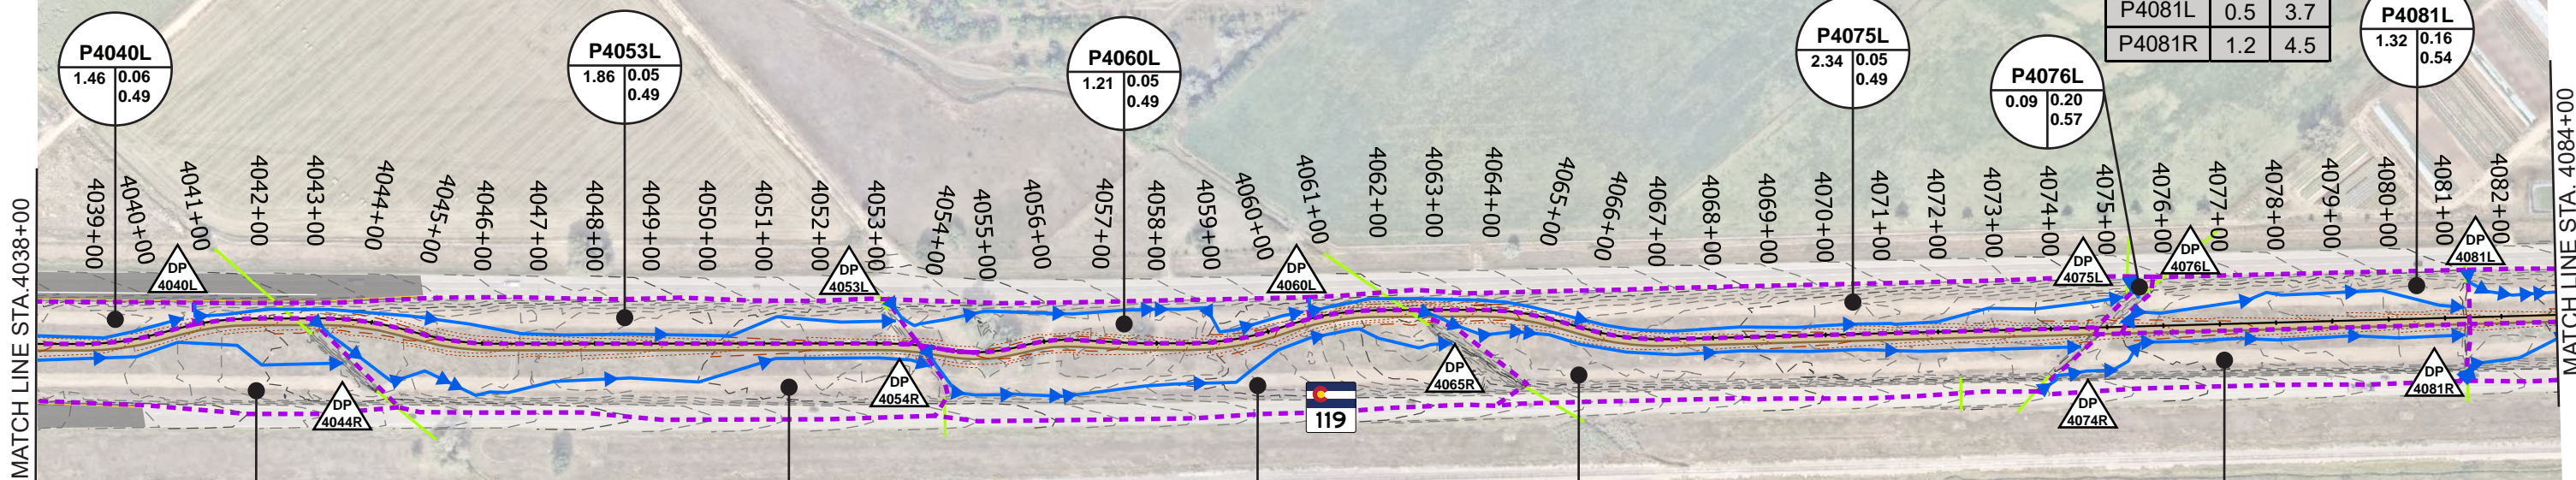 P4040L
1.46 0.06
0.49
P4053L
1.86 0.05
0.49
P4060L
1.21 0.05
0.49
P4075L
2.34 0.05
0.49
P4076L
0.09 0.20
0.57
P4081L 0.5 3.7
P4081R 1.2 4.5
P4081L
1.32 0.16
0.54
MATCH LINE STA.4038+00
4039+00
4040+00
4041+00
4042+00
4043+00
4044+00
4045+00
4046+00
4047+00
4048+00
4049+00
4050+00
4051+00
4052+00
4053+00
4054+00
4055+00
4056+00
4057+00
4058+00
4059+00
4060+00
4061+00
4062+00
4063+00
4064+00
4065+00
4066+00
4067+00
4068+00
4069+00
4070+00
4071+00
4072+00
4073+00
4074+00
4075+00
4076+00
4077+00
4078+00
4079+00
4080+00
4081+00
4082+00
MATCH LINE STA. 4084+00
DP
4040L
DP
4053L
DP
4060L
DP
4075L
DP
4076L
DP
4081L
DP
4044R
DP
4054R
DP
4065R
DP
4074R
DP
4081R
119